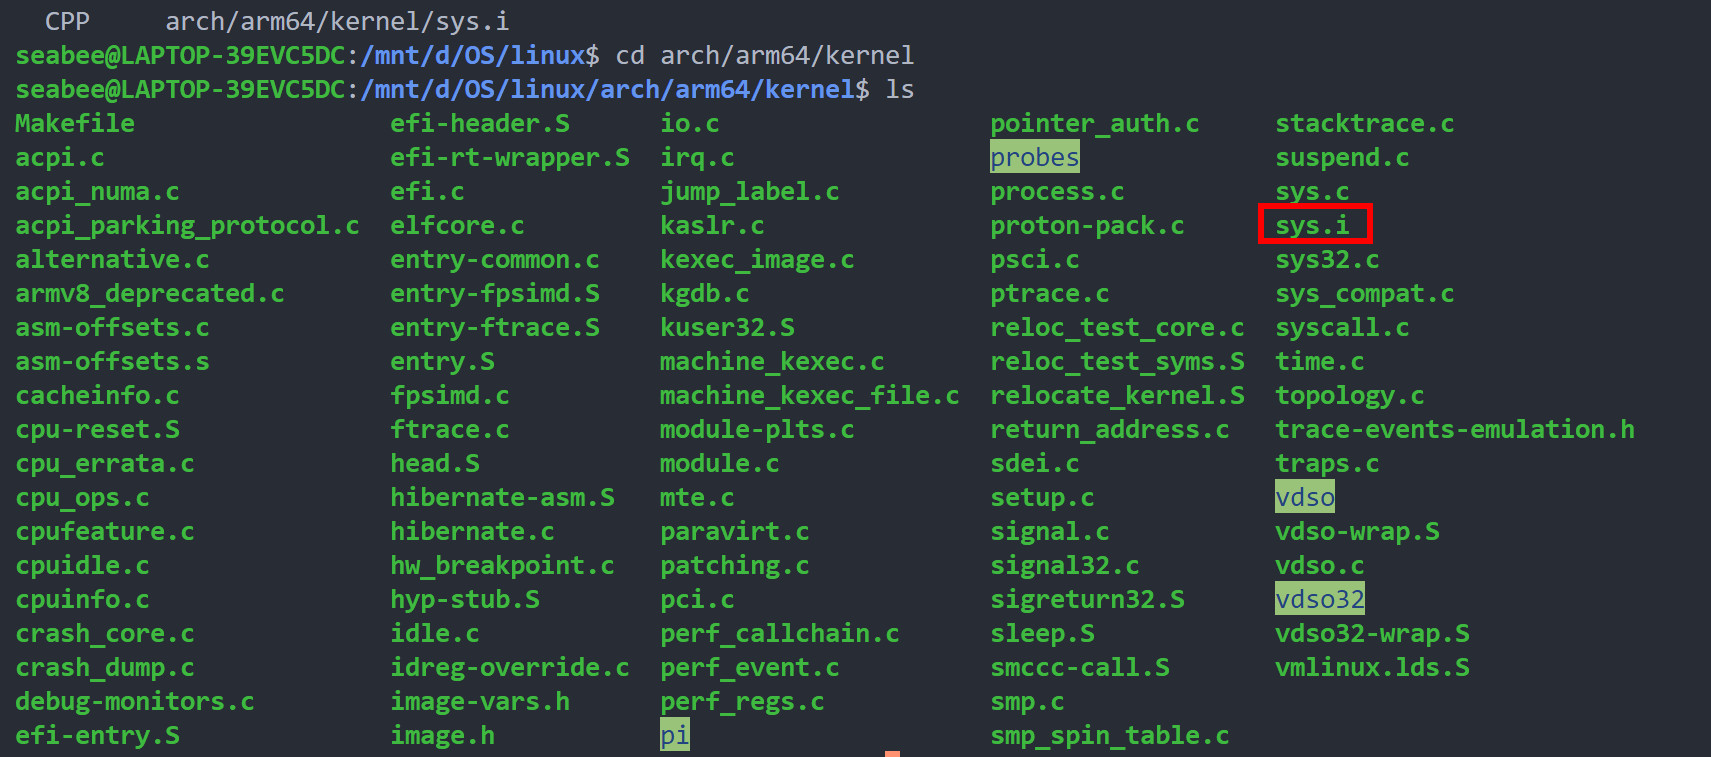 CPP arch/arm64/kernel/sys.i
seabee@LAPTOP-39EVC5DC:/mnt/d/OS/linux$ cd arch/arm64/kernel
seabee@LAPTOP-39EVC5DC:/mnt/d/OS/linux/arch/arm64/kernel$ ls
Makefile efi-header.S io.c pointer_auth.c stacktrace.c
acpi.c efi-rt-wrapper.S irq.c probes suspend.c
acpi_numa.c efi.c jump_label.c process.c sys.c
acpi_parking_protocol.c elfcore.c kaslr.c proton-pack.c sys.i
alternative.c entry-common.c kexec_image.c psci.c sys32.c
armv8_deprecated.c entry-fpsimd.S kgdb.c ptrace.c sys_compat.c
asm-offsets.c entry-ftrace.S kuser32.S reloc_test_core.c syscall.c
asm-offsets.s entry.S machine_kexec.c reloc_test_syms.S time.c
cacheinfo.c fpsimd.c machine_kexec_file.c relocate_kernel.S topology.c
cpu-reset.S ftrace.c module-plts.c return_address.c trace-events-emulation.h
cpu_errata.c head.S module.c sdei.c traps.c
cpu_ops.c hibernate-asm.S mte.c setup.c vdso
cpufeature.c hibernate.c paravirt.c signal.c vdso-wrap.S
cpuidle.c hw_breakpoint.c patching.c signal32.c vdso.c
cpuinfo.c hyp-stub.S pci.c sigreturn32.S vdso32
crash_core.c idle.c perf_callchain.c sleep.S vdso32-wrap.S
crash_dump.c idreg-override.c perf_event.c smccc-call.S vmlinux.lds.S
debug-monitors.c image-vars.h perf_regs.c smp.c
efi-entry.S image.h pi smp_spin_table.c